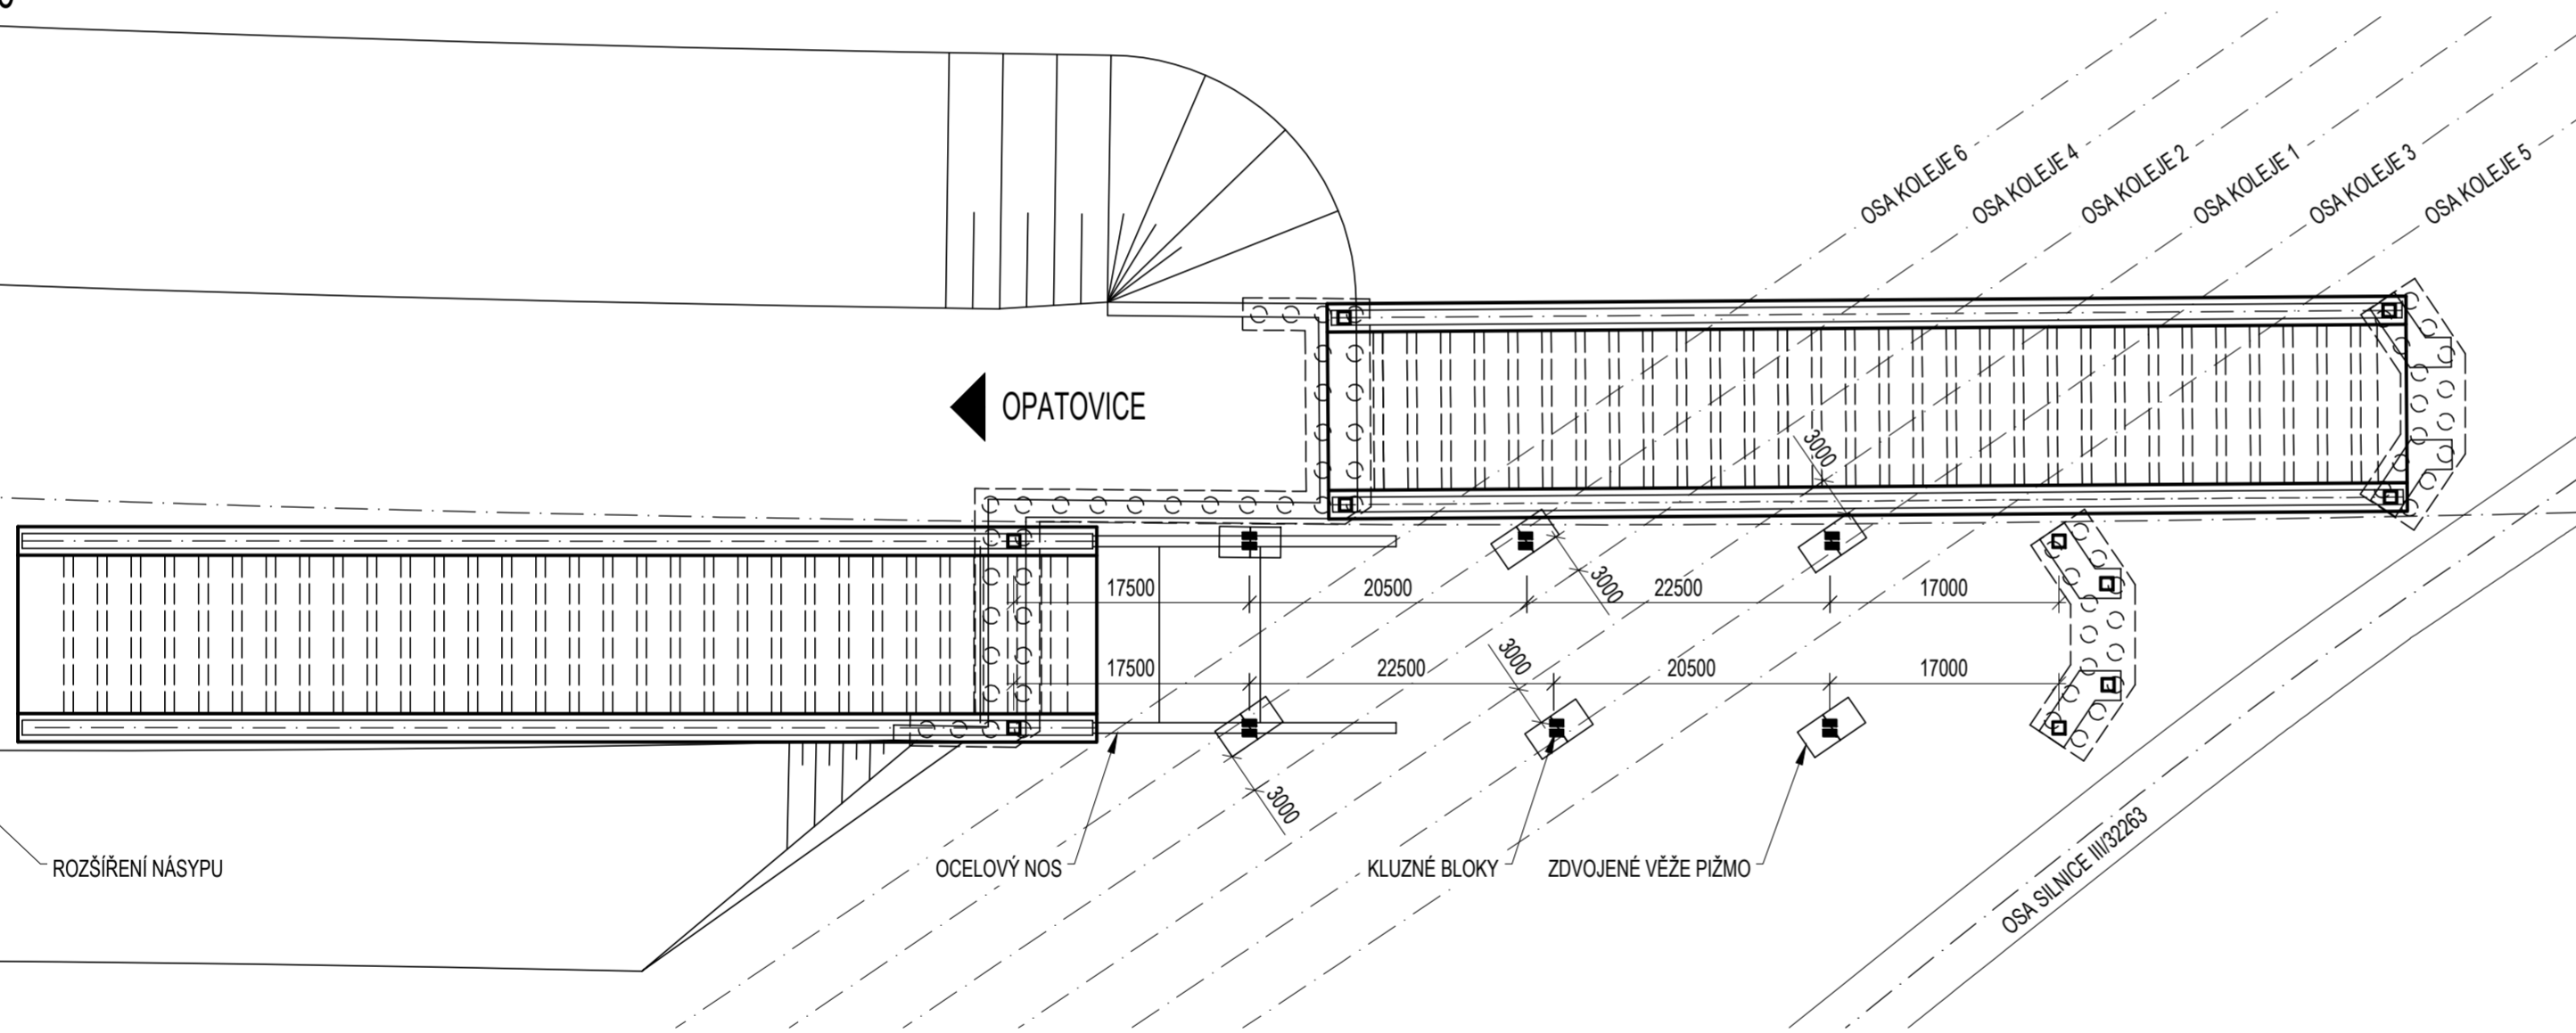 OSA KOLEJE 6
OSA KOLEJE 4
OSA KOLEJE 2
OSA KOLEJE 1
OSA KOLEJE 3
OSA KOLEJE 5
OPATOVICE
3000
17500
20500
22500
17000
3000
17500
22500
20500
17000
3000
3000
ROZŠÍŘENÍ NÁSYPU
OCELOVÝ NOS
KLUZNÉ BLOKY
ZDVOJENÉ VĚŽE PIŽMO
OSA SILNICE III/32263